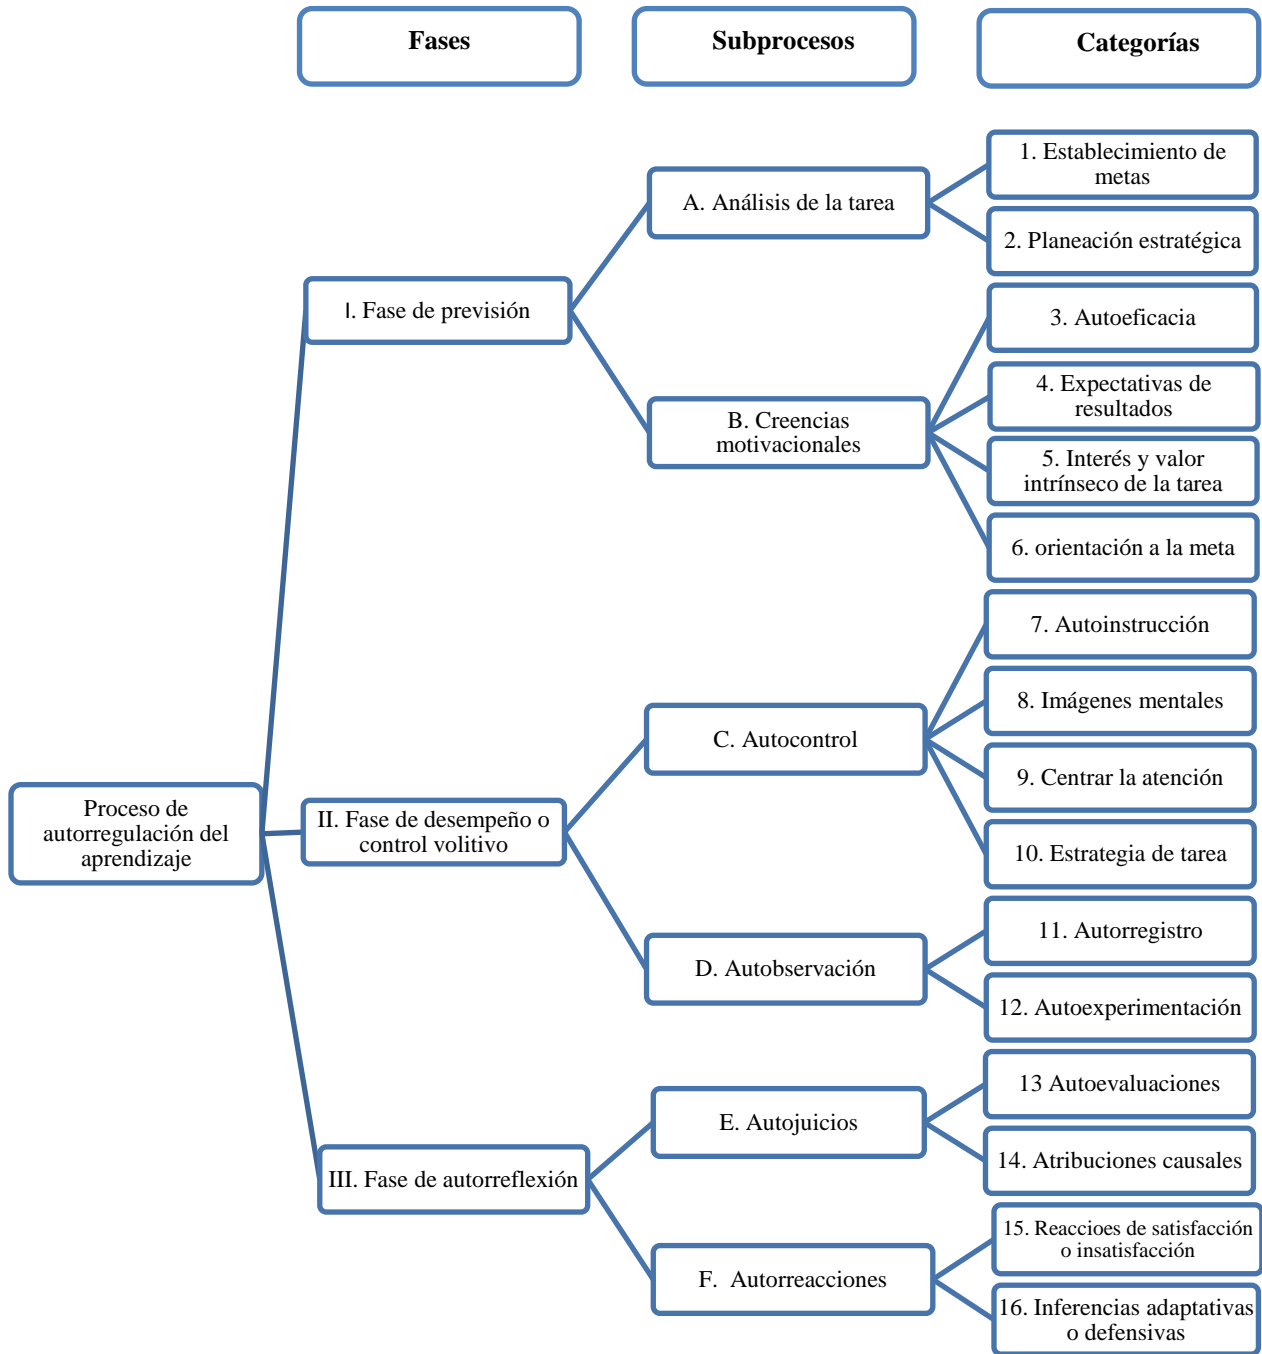 Fases
Subprocesos
Categorías
1. Establecimiento de
metas
A. Análisis de la tarea
2. Planeación estratégica
I. Fase de previsión
3. Autoeficacia
4. Expectativas de
resultados
B. Creencias
motivacionales
5. Interés y valor
intrínseco de la tarea
6. orientación a la meta
7. Autoinstrucción
8. Imágenes mentales
C. Autocontrol
9. Centrar la atención
Proceso de
autorregulación del
aprendizaje
II. Fase de desempeño o
control volitivo
10. Estrategia de tarea
11. Autorregistro
D. Autobservación
12. Autoexperimentación
13 Autoevaluaciones
E. Autojuicios
14. Atribuciones causales
III. Fase de autorreflexión
15. Reaccioes de satisfacción
o insatisfacción
F. Autorreacciones
16. Inferencias adaptativas
o defensivas